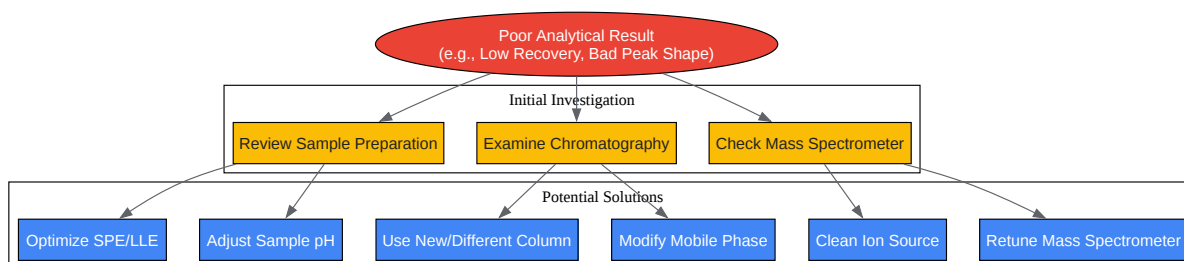 Poor Analytical Result
(e.g., Low Recovery, Bad Peak Shape)
Initial Investigation
Review Sample Preparation
Examine Chromatography
Check Mass Spectrometer
Potential Solutions
Optimize SPE/LLE
Adjust Sample pH
Use New/Different Column
Modify Mobile Phase
Clean Ion Source
Retune Mass Spectrometer